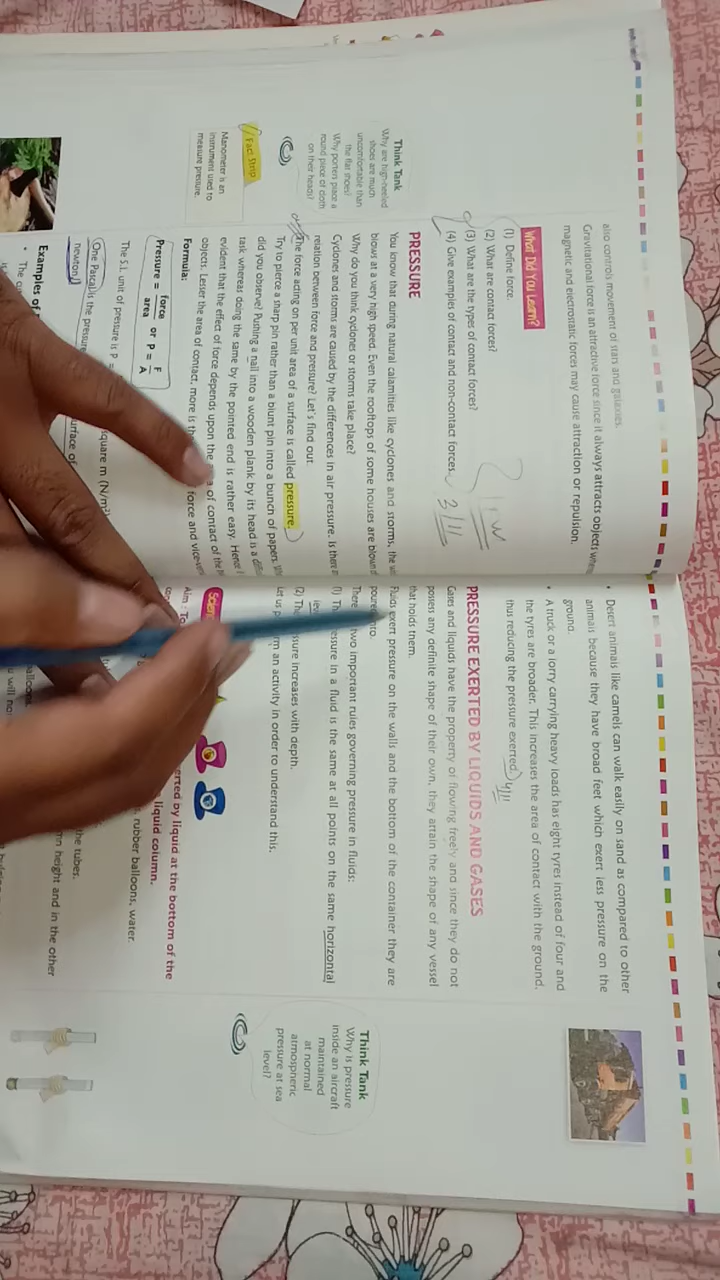 also controls movement of stars and galaxies.
Gravitational force is an attractive force since it always attracts objects
magnetic and electrostatic forces may cause attraction or repulsion.
What Did You Learn?
(1) Define force.
(2) What are contact forces?
(3) What are the types of contact forces?
(4) Give examples of contact and non-contact forces.
PRESSURE
You know that during natural calamities like cyclones and storms, the
blows at a very high speed. Even the rooftops of some houses are blown
Why do you think cyclones or storms take place?
Cyclones and storms are caused by the differences in air pressure. Is there
relation between force and pressure? Let's find out.
The force acting on per unit area of a surface is called pressure.
Try to pierce a sharp pin rather than a blunt pin into a bunch of papers.
did you observe? Pushing a nail into a wooden plank by its head is a
task whereas doing the same by the pointed end is rather easy. Hence
evident that the effect of force depends upon the of contact of the
objects. Lesser the area of contact, more is the force and vice-versa
Formula:
Pressure = force / area or P = F / A
The S.I. unit of pressure is P = square m (N/m²
One Pascal is the pressure surface of
newton.
Examples of
• The
Think Tank
Why are high-heeled
shoes are much
uncomfortable than
the flat shoes?
Why porters place a
round piece of cloth
on their heads?
Fact Strip
Manometer is an
instrument used to
measure pressure.
• Desert animals like camels can walk easily on sand as compared to other
animals because they have broad feet which exert less pressure on the
ground.
• A truck or a lorry carrying heavy loads has eight tyres instead of four and
the tyres are broader. This increases the area of contact with the ground,
thus reducing the pressure exerted.
PRESSURE EXERTED BY LIQUIDS AND GASES
Gases and liquids have the property of flowing freely and since they do not
posses any definite shape of their own, they attain the shape of any vessel
that holds them.
Fluids exert pressure on the walls and the bottom of the container they are
poured into.
There two important rules governing pressure in fluids:
(1) The pressure in a fluid is the same at all points on the same horizontal
(2) The pressure increases with depth.
Let us perform an activity in order to understand this.
Aim : To exerted by liquid at the bottom of the
liquid column.
rubber balloons, water.
the tubes.
height and in the other
Think Tank
Why is pressure
inside an aircraft
maintained
at normal
atmospheric
pressure at sea
level?